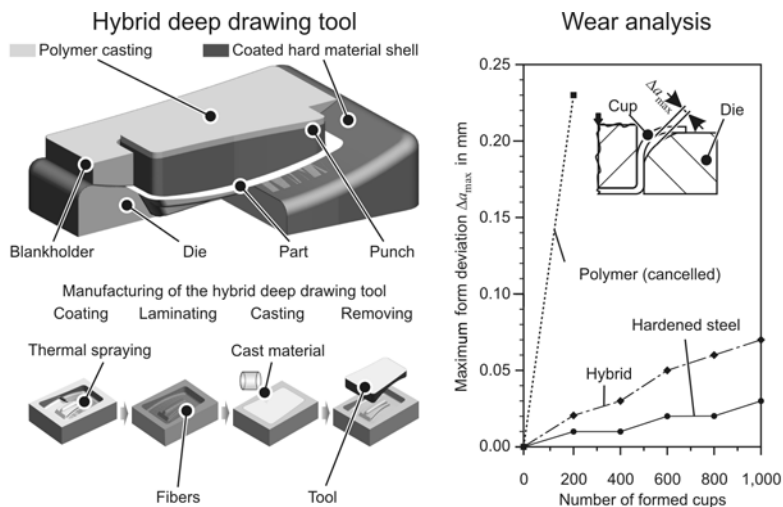 Hybrid deep drawing tool
Polymer casting
Coated hard material shell
Blankholder
Die
Part
Punch
Manufacturing of the hybrid deep drawing tool
Coating
Laminating
Casting
Removing
Thermal spraying
Cast material
Fibers
Tool
Wear analysis
Maximum form deviation Δa_max in mm
0.25
0.20
0.15
0.10
0.05
0.00
Δa_max
Cup
Die
Polymer (cancelled)
Hardened steel
Hybrid
0
200
400
600
800
1,000
Number of formed cups